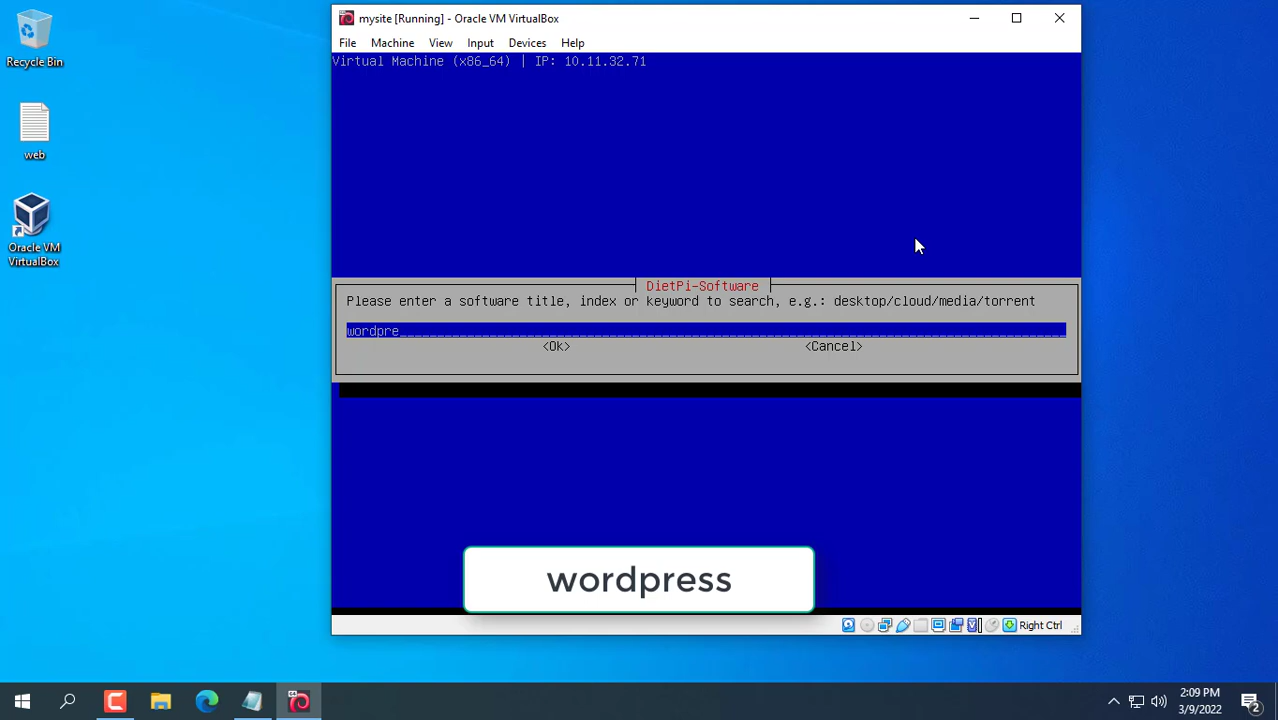 Recycle Bin
web
Oracle VM
VirtualBox
mysite [Running] - Oracle VM VirtualBox
File Machine View Input Devices Help
Virtual Machine (x86_64) | IP: 10.11.32.71
DietPi-Software
Please enter a software title, index or keyword to search, e.g.: desktop/cloud/media/torrent
wordpre
<Ok> <Cancel>
wordpress
Right Ctrl
2:09 PM
3/9/2022
2